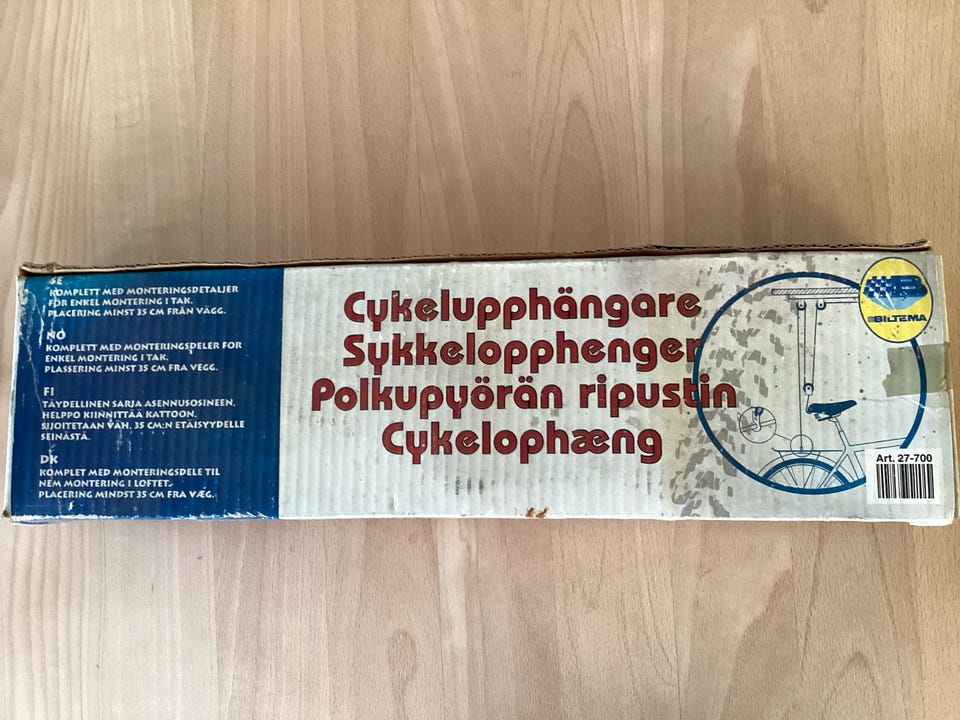 SE
KOMPLETT MED MONTERINGSDETALJER
FÖR ENKEL MONTERING I TAK.
PLACERING MINST 35 CM FRÅN VÄGG.
NO
KOMPLETT MED MONTERINGSDELER FOR
ENKEL MONTERING I TAK.
PLASSERING MINST 35 CM FRA VEGG.
FI
TÄYDELLINEN SARJA ASENNUSOSINEEN,
HELPPO KIINNITTÄÄ KATTOON.
SIJOITETAAN VÄH. 35 CM:N ETÄISYYDELLE
SEINÄSTÄ.
DK
KOMPLET MED MONTERINGSDELE TIL
NEM MONTERING I LOFTET.
PLACERING MINDST 35 CM FRA VÆG.
Cykelupphängare
Sykkelopphenger
Polkupyörän ripustin
Cykelophæng
BILTEMA
Art. 27-700